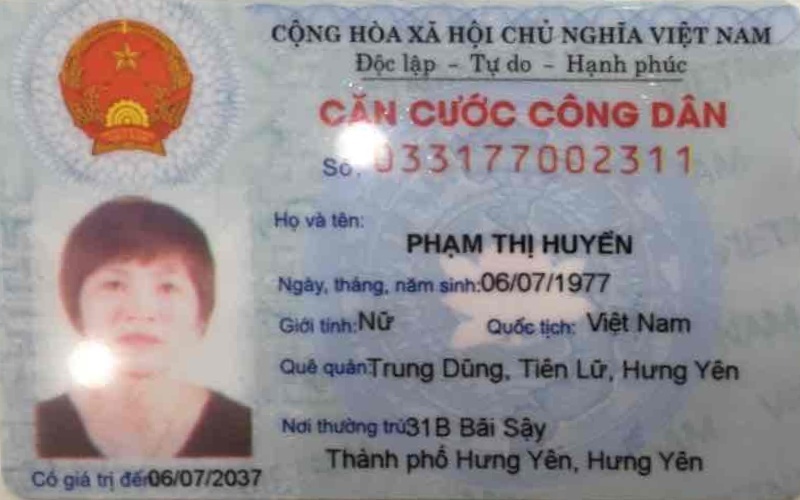 CỘNG HÒA XÃ HỘI CHỦ NGHĨA VIỆT NAM
Độc lập - Tự do - Hạnh phúc
CĂN CƯỚC CÔNG DÂN
Số: 033177002311
Họ và tên:
PHẠM THỊ HUYỂN
Ngày, tháng, năm sinh: 06/07/1977
Giới tính: Nữ Quốc tịch: Việt Nam
Quê quán: Trung Dũng, Tiên Lữ, Hưng Yên
Nơi thường trú: 31B Bãi Sậy
Thành phố Hưng Yên, Hưng Yên
Có giá trị đến 06/07/2037